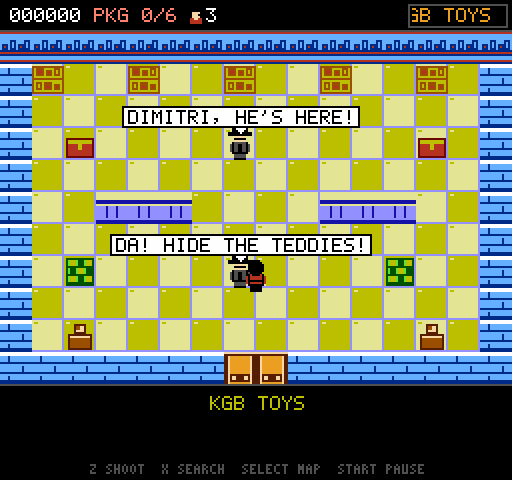 000000 PKG 0/6 3 GB TOYS
DIMITRI, HE'S HERE!
DA! HIDE THE TEDDIES!
KGB TOYS
Z SHOOT X SEARCH SELECT MAP START PAUSE